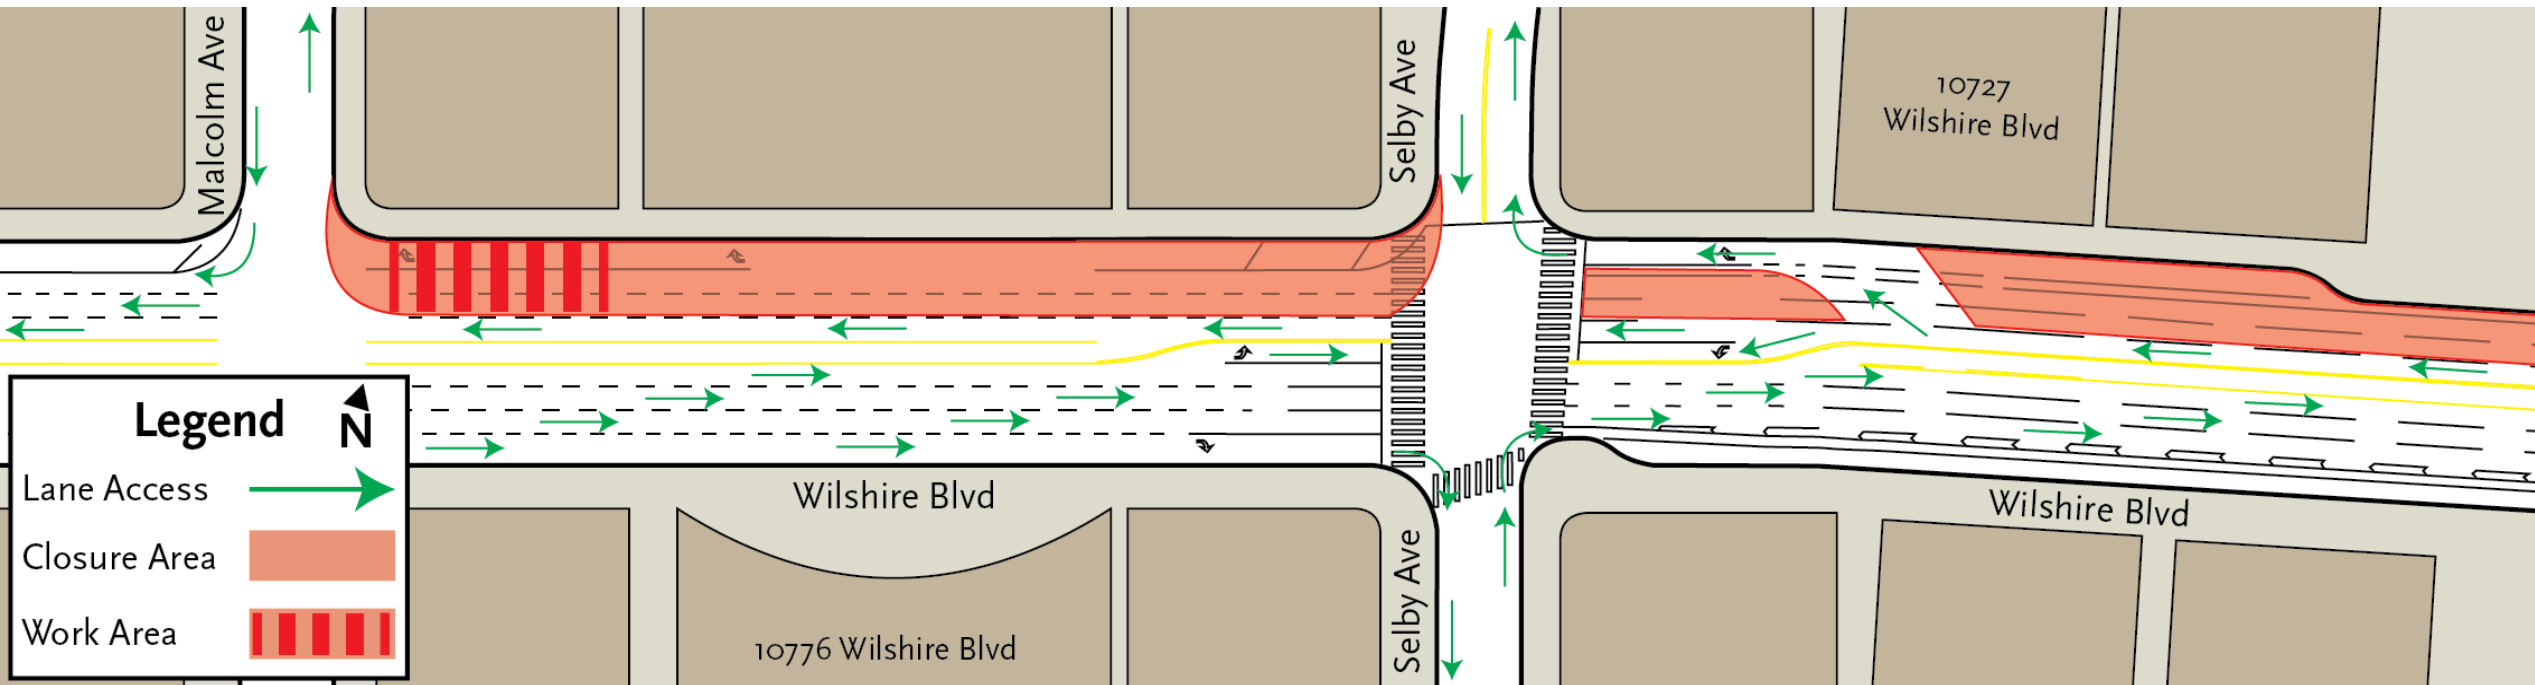 Malcolm Ave
Selby Ave
10727
Wilshire Blvd
Legend
N
Lane Access
Closure Area
Work Area
Wilshire Blvd
10776 Wilshire Blvd
Selby Ave
Wilshire Blvd